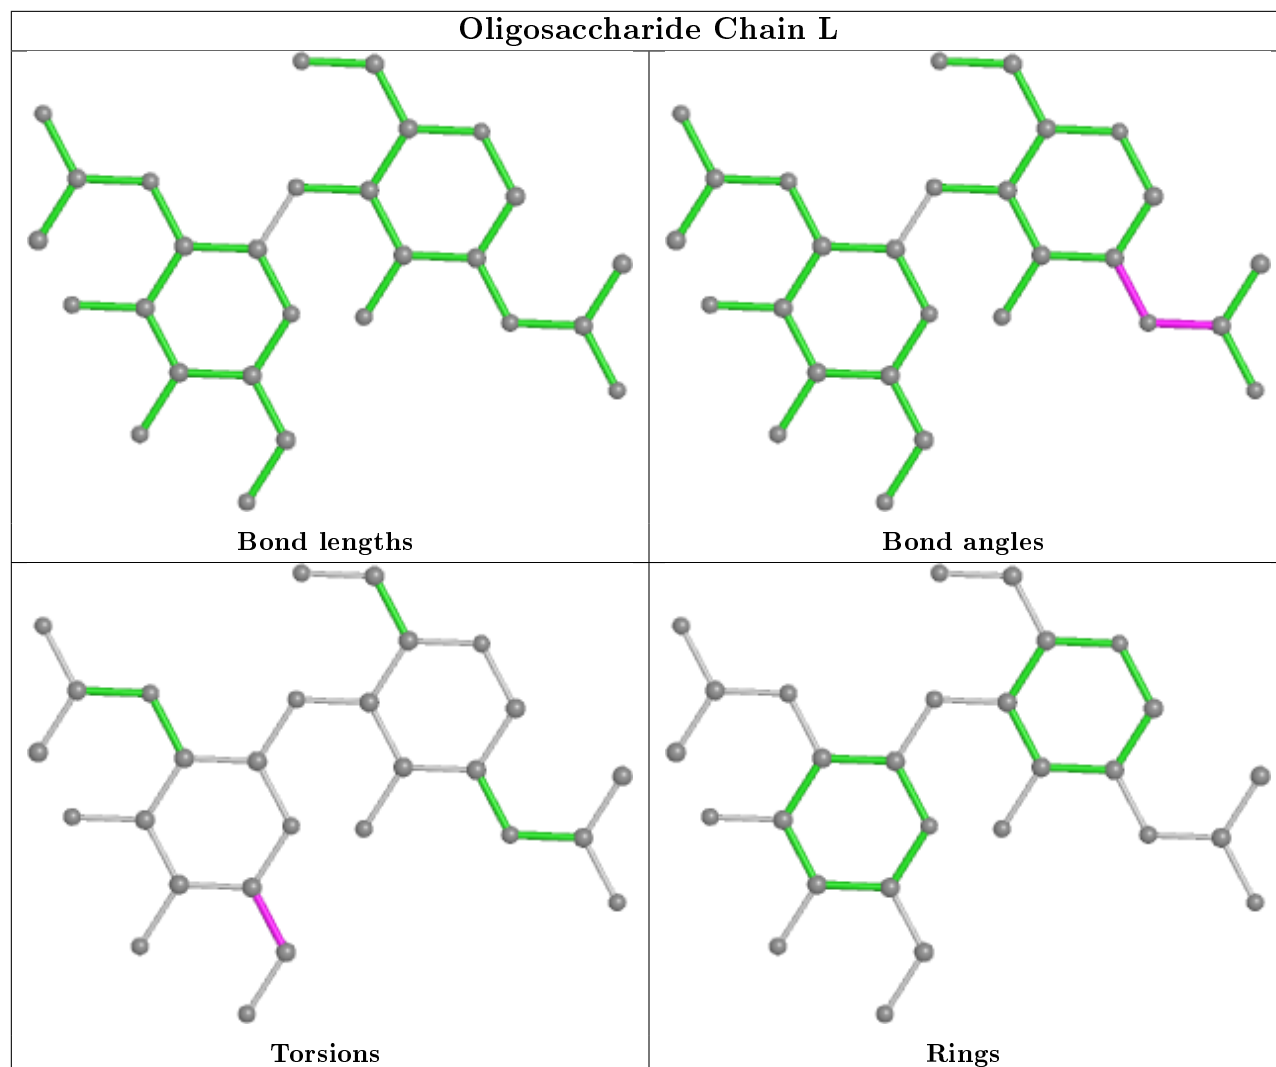 Oligosaccharide Chain L
Bond lengths
Bond angles
Torsions
Rings